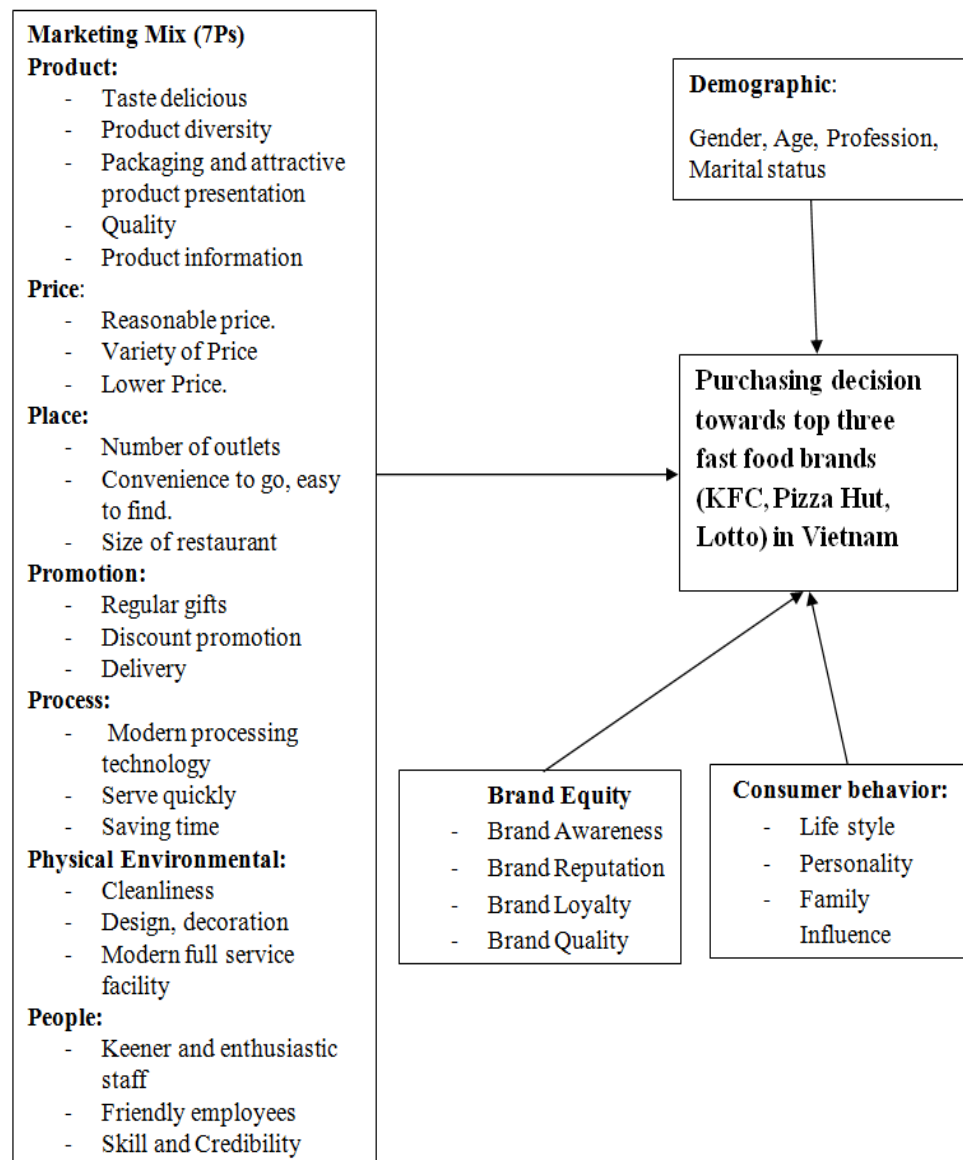 Marketing Mix (7Ps)
Product:
- Taste delicious
- Product diversity
- Packaging and attractive
product presentation
- Quality
- Product information
Price:
- Reasonable price.
- Variety of Price
- Lower Price.
Place:
- Number of outlets
- Convenience to go, easy
to find.
- Size of restaurant
Promotion:
- Regular gifts
- Discount promotion
- Delivery
Process:
- Modern processing
technology
- Serve quickly
- Saving time
Physical Environmental:
- Cleanliness
- Design, decoration
- Modern full service
facility
People:
- Keener and enthusiastic
staff
- Friendly employees
- Skill and Credibility
Demographic:
Gender, Age, Profession,
Marital status
Purchasing decision
towards top three
fast food brands
(KFC, Pizza Hut,
Lotto) in Vietnam
Brand Equity
- Brand Awareness
- Brand Reputation
- Brand Loyalty
- Brand Quality
Consumer behavior:
- Life style
- Personality
- Family
Influence